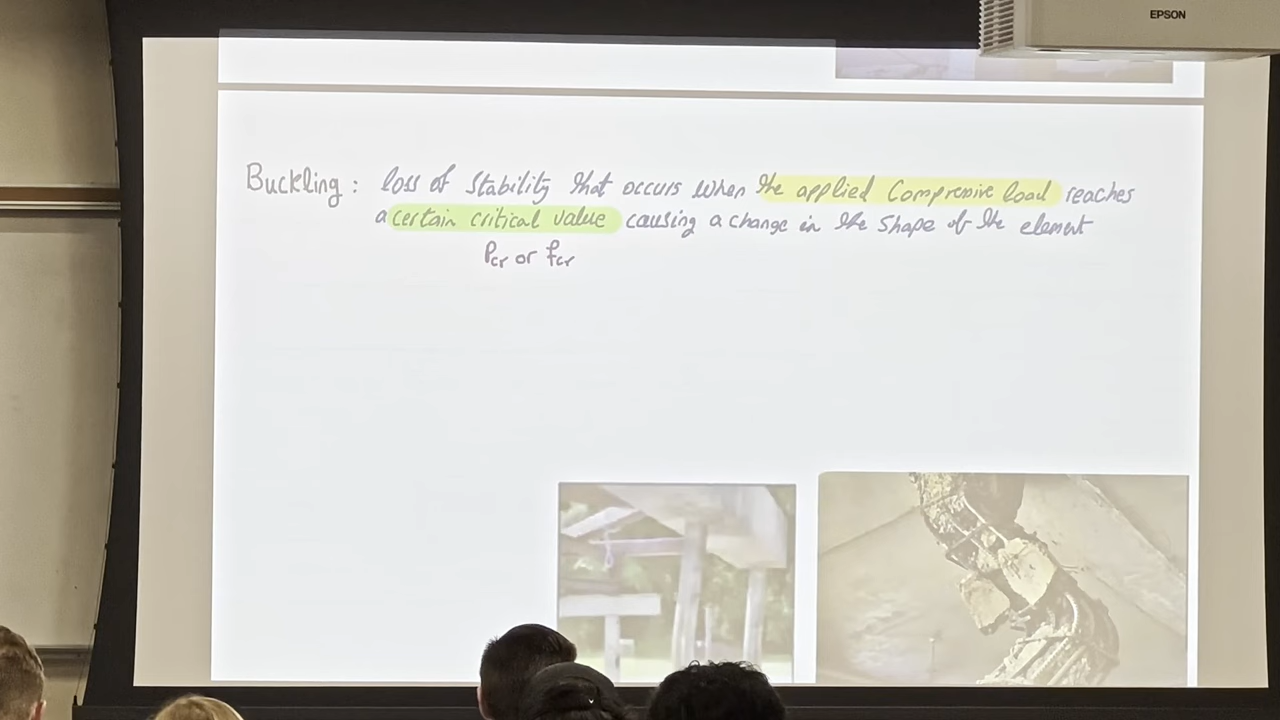 EPSON
Buckling : loss of stability that occurs when the applied Compressive load reaches
a certain critical value causing a change in the shape of the element
Pcr or fcr